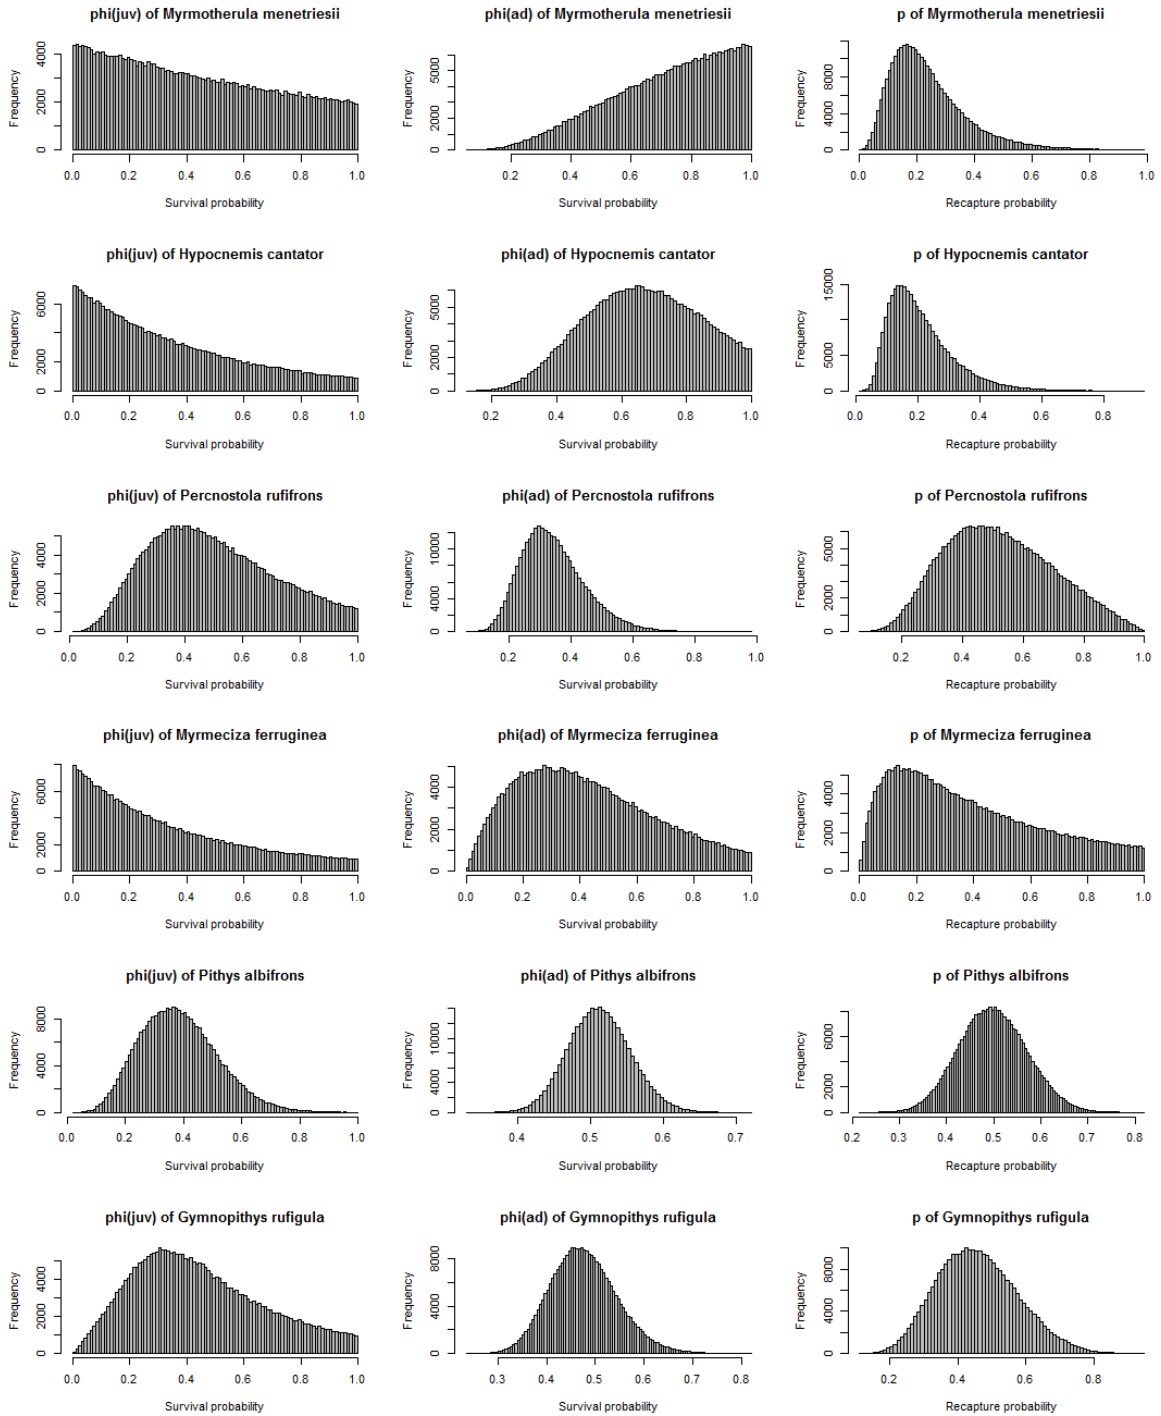 phi(juv) of Myrmotherula menetriesii
phi(ad) of Myrmotherula menetriesii
p of Myrmotherula menetriesii
Frequency
0 2000 4000
0.0 0.2 0.4 0.6 0.8 1.0
Survival probability
Frequency
0 2000 6000
0.2 0.4 0.6 0.8 1.0
Survival probability
Frequency
0 4000 8000
0.0 0.2 0.4 0.6 0.8 1.0
Recapture probability
phi(juv) of Hypocnemis cantator
phi(ad) of Hypocnemis cantator
p of Hypocnemis cantator
Frequency
0 2000 6000
0.0 0.2 0.4 0.6 0.8 1.0
Survival probability
Frequency
0 2000 6000
0.2 0.4 0.6 0.8 1.0
Survival probability
Frequency
0 5000 15000
0.0 0.2 0.4 0.6 0.8
Recapture probability
phi(juv) of Percnostola rufifrons
phi(ad) of Percnostola rufifrons
p of Percnostola rufifrons
Frequency
0 2000 4000
0.0 0.2 0.4 0.6 0.8 1.0
Survival probability
Frequency
0 4000 10000
0.2 0.4 0.6 0.8 1.0
Survival probability
Frequency
0 2000 5000
0.2 0.4 0.6 0.8 1.0
Recapture probability
phi(juv) of Myrmeciza ferruginea
phi(ad) of Myrmeciza ferruginea
p of Myrmeciza ferruginea
Frequency
0 2000 6000
0.0 0.2 0.4 0.6 0.8 1.0
Survival probability
Frequency
0 2000 4000
0.0 0.2 0.4 0.6 0.8 1.0
Survival probability
Frequency
0 2000 4000
0.0 0.2 0.4 0.6 0.8 1.0
Recapture probability
phi(juv) of Pithys albifrons
phi(ad) of Pithys albifrons
p of Pithys albifrons
Frequency
0 4000 8000
0.0 0.2 0.4 0.6 0.8 1.0
Survival probability
Frequency
0 4000 10000
0.4 0.5 0.6 0.7
Survival probability
Frequency
0 2000 6000
0.2 0.3 0.4 0.5 0.6 0.7 0.8
Recapture probability
phi(juv) of Gymnopithys rufigula
phi(ad) of Gymnopithys rufigula
p of Gymnopithys rufigula
Frequency
0 2000 4000
0.0 0.2 0.4 0.6 0.8 1.0
Survival probability
Frequency
0 4000 8000
0.3 0.4 0.5 0.6 0.7 0.8
Survival probability
Frequency
0 4000 8000
0.2 0.4 0.6 0.8
Recapture probability